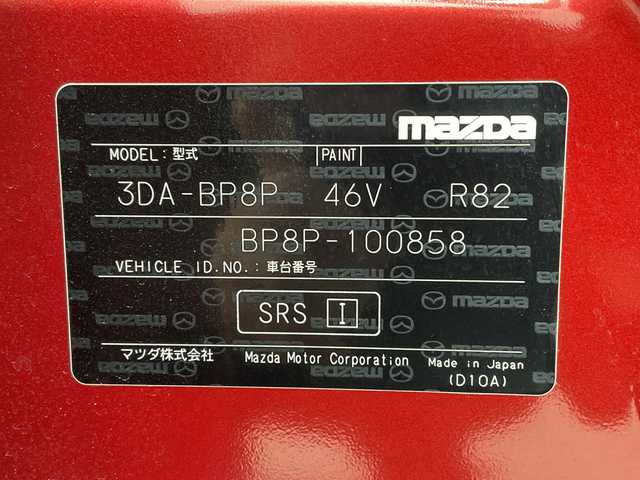 mazda
MODEL:型式 PAINT
3DA-BP8P 46V R82
BP8P-100858
VEHICLE ID.NO.:車台番号
SRS I
マツダ株式会社 Mazda Motor Corporation Made in Japan
(D10A)